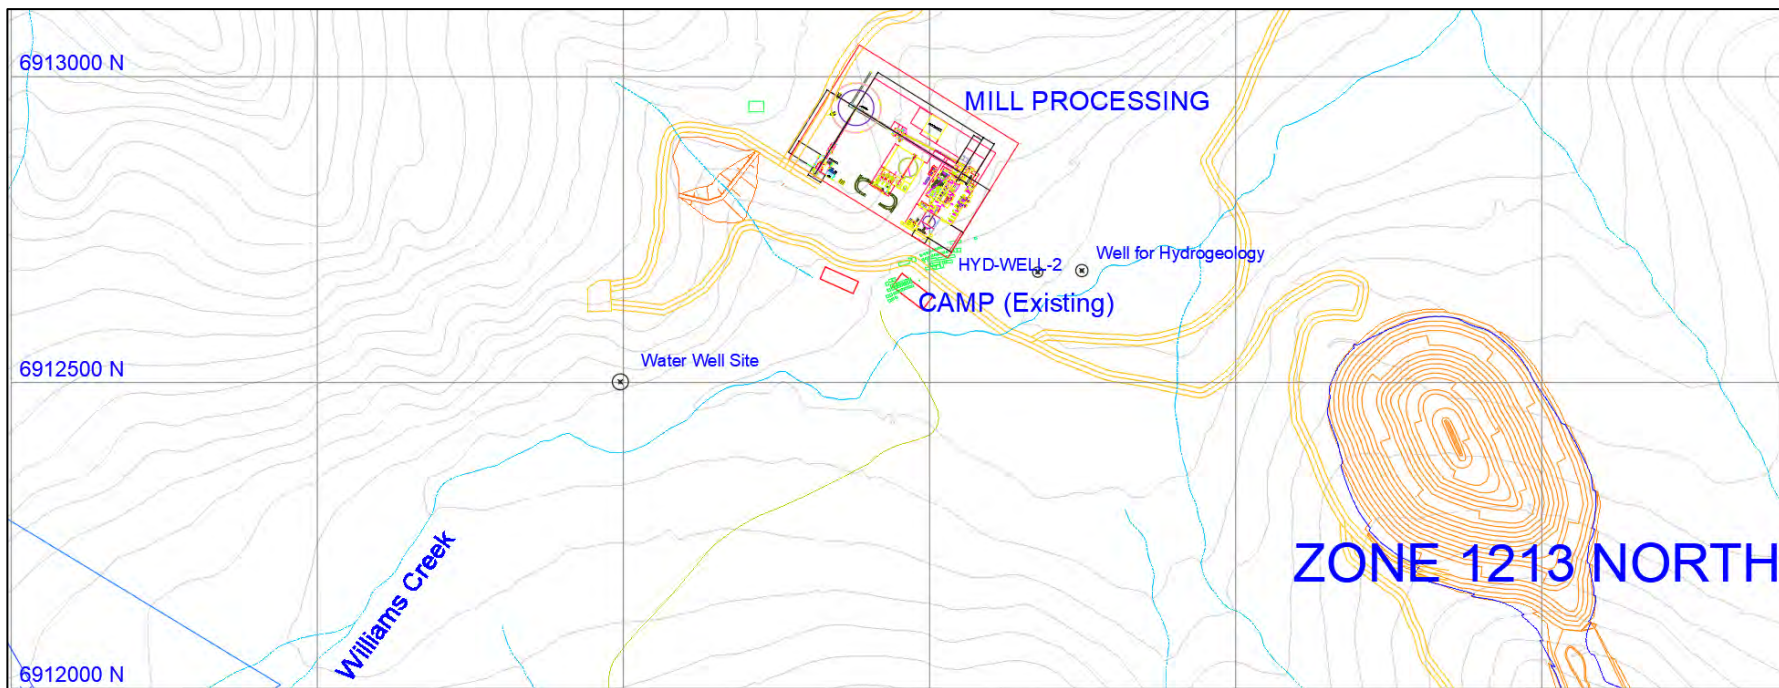 6913000 N
MILL PROCESSING
Well for Hydrogeology
HYD-WELL-2
CAMP (Existing)
Water Well Site
6912500 N
ZONE 1213 NORTH
Williams Creek
6912000 N